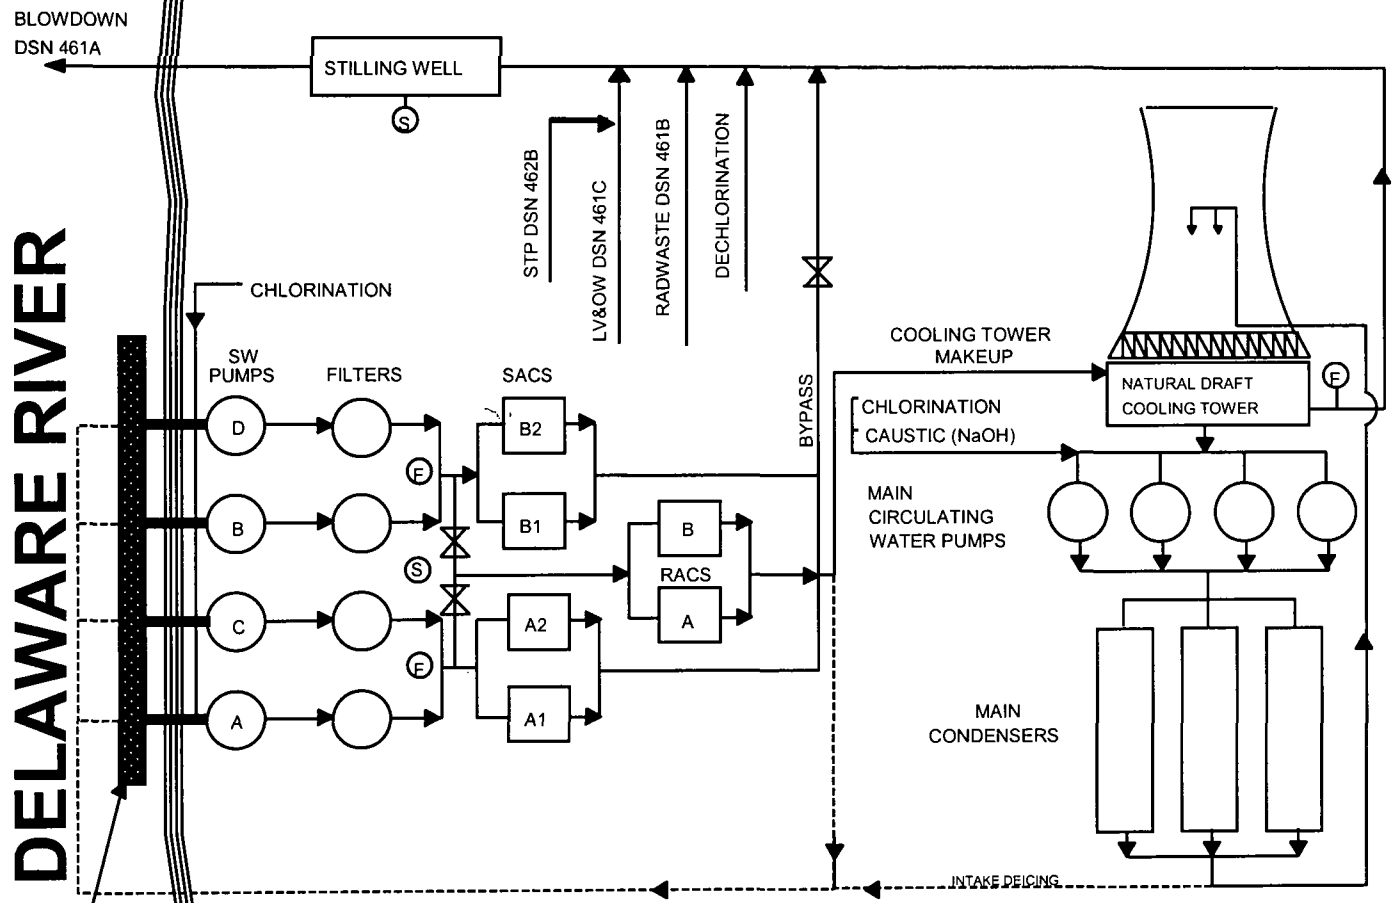 BLOWDOWN
DSN 461A
STILLING WELL
S
STP DSN 462B
LV&OW DSN 461C
RADWASTE DSN 461B
DECHLORINATION
BYPASS
DELAWARE RIVER
CHLORINATION
SW
PUMPS
FILTERS
SACS
COOLING TOWER
MAKEUP
NATURAL DRAFT
COOLING TOWER
F
CHLORINATION
CAUSTIC (NaOH)
D
B2
F
MAIN
CIRCULATING
WATER PUMPS
B
B1
B
S
RACS
C
A2
A
F
A
A1
MAIN
CONDENSERS
INTAKE DEICING